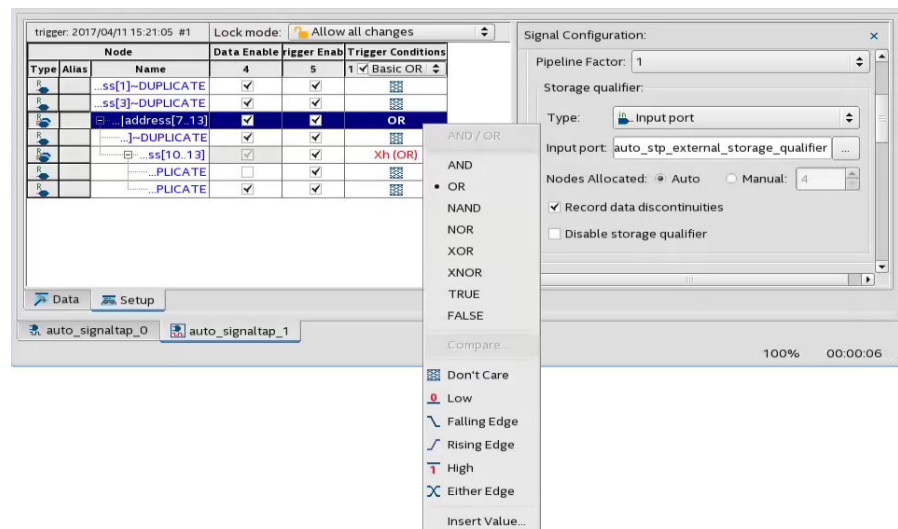 trigger: 2017/04/11 15:21:05 #1
Lock mode: Allow all changes
Node Data Enable rigger Enab Trigger Conditions
Type Alias Name 4 5 1 Basic OR
...ss[1]~DUPLICATE
...ss[3]~DUPLICATE
...|address[7..13] OR
...]~DUPLICATE
...ss[10..13] Xh (OR)
...PLICATE
...PLICATE
Data Setup
auto_signaltap_0 auto_signaltap_1
AND / OR
AND
OR
NAND
NOR
XOR
XNOR
TRUE
FALSE
Compare...
Don't Care
0 Low
Falling Edge
Rising Edge
1 High
Either Edge
Insert Value...
Signal Configuration:
Pipeline Factor: 1
Storage qualifier:
Type: Input port
Input port: auto_stp_external_storage_qualifier ...
Nodes Allocated: Auto Manual: 4
Record data discontinuities
Disable storage qualifier
100% 00:00:06